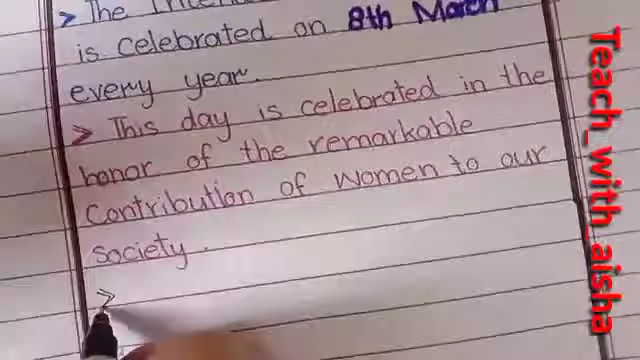 > The
is celebrated on 8th March
every year.
> This day is celebrated in the
honor of the remarkable
Contribution of women to our
society.
>
Teach_with_aisha